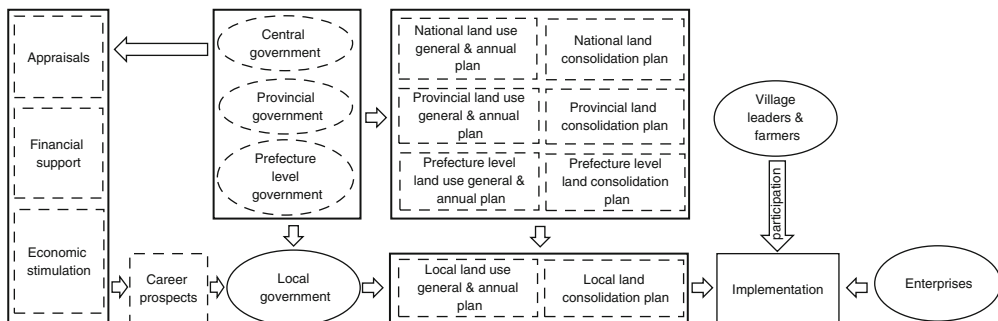 Appraisals
Financial
support
Economic
stimulation
Career
prospects
Central
government
Provincial
government
Prefecture
level
government
Local
government
National land use
general & annual
plan
National land
consolidation plan
Provincial land use
general & annual
plan
Provincial land
consolidation plan
Prefecture level
land use general &
annual plan
Prefecture level
land consolidation
plan
Local land use
general & annual
plan
Local land
consolidation plan
Village
leaders &
farmers
participation
Implementation
Enterprises